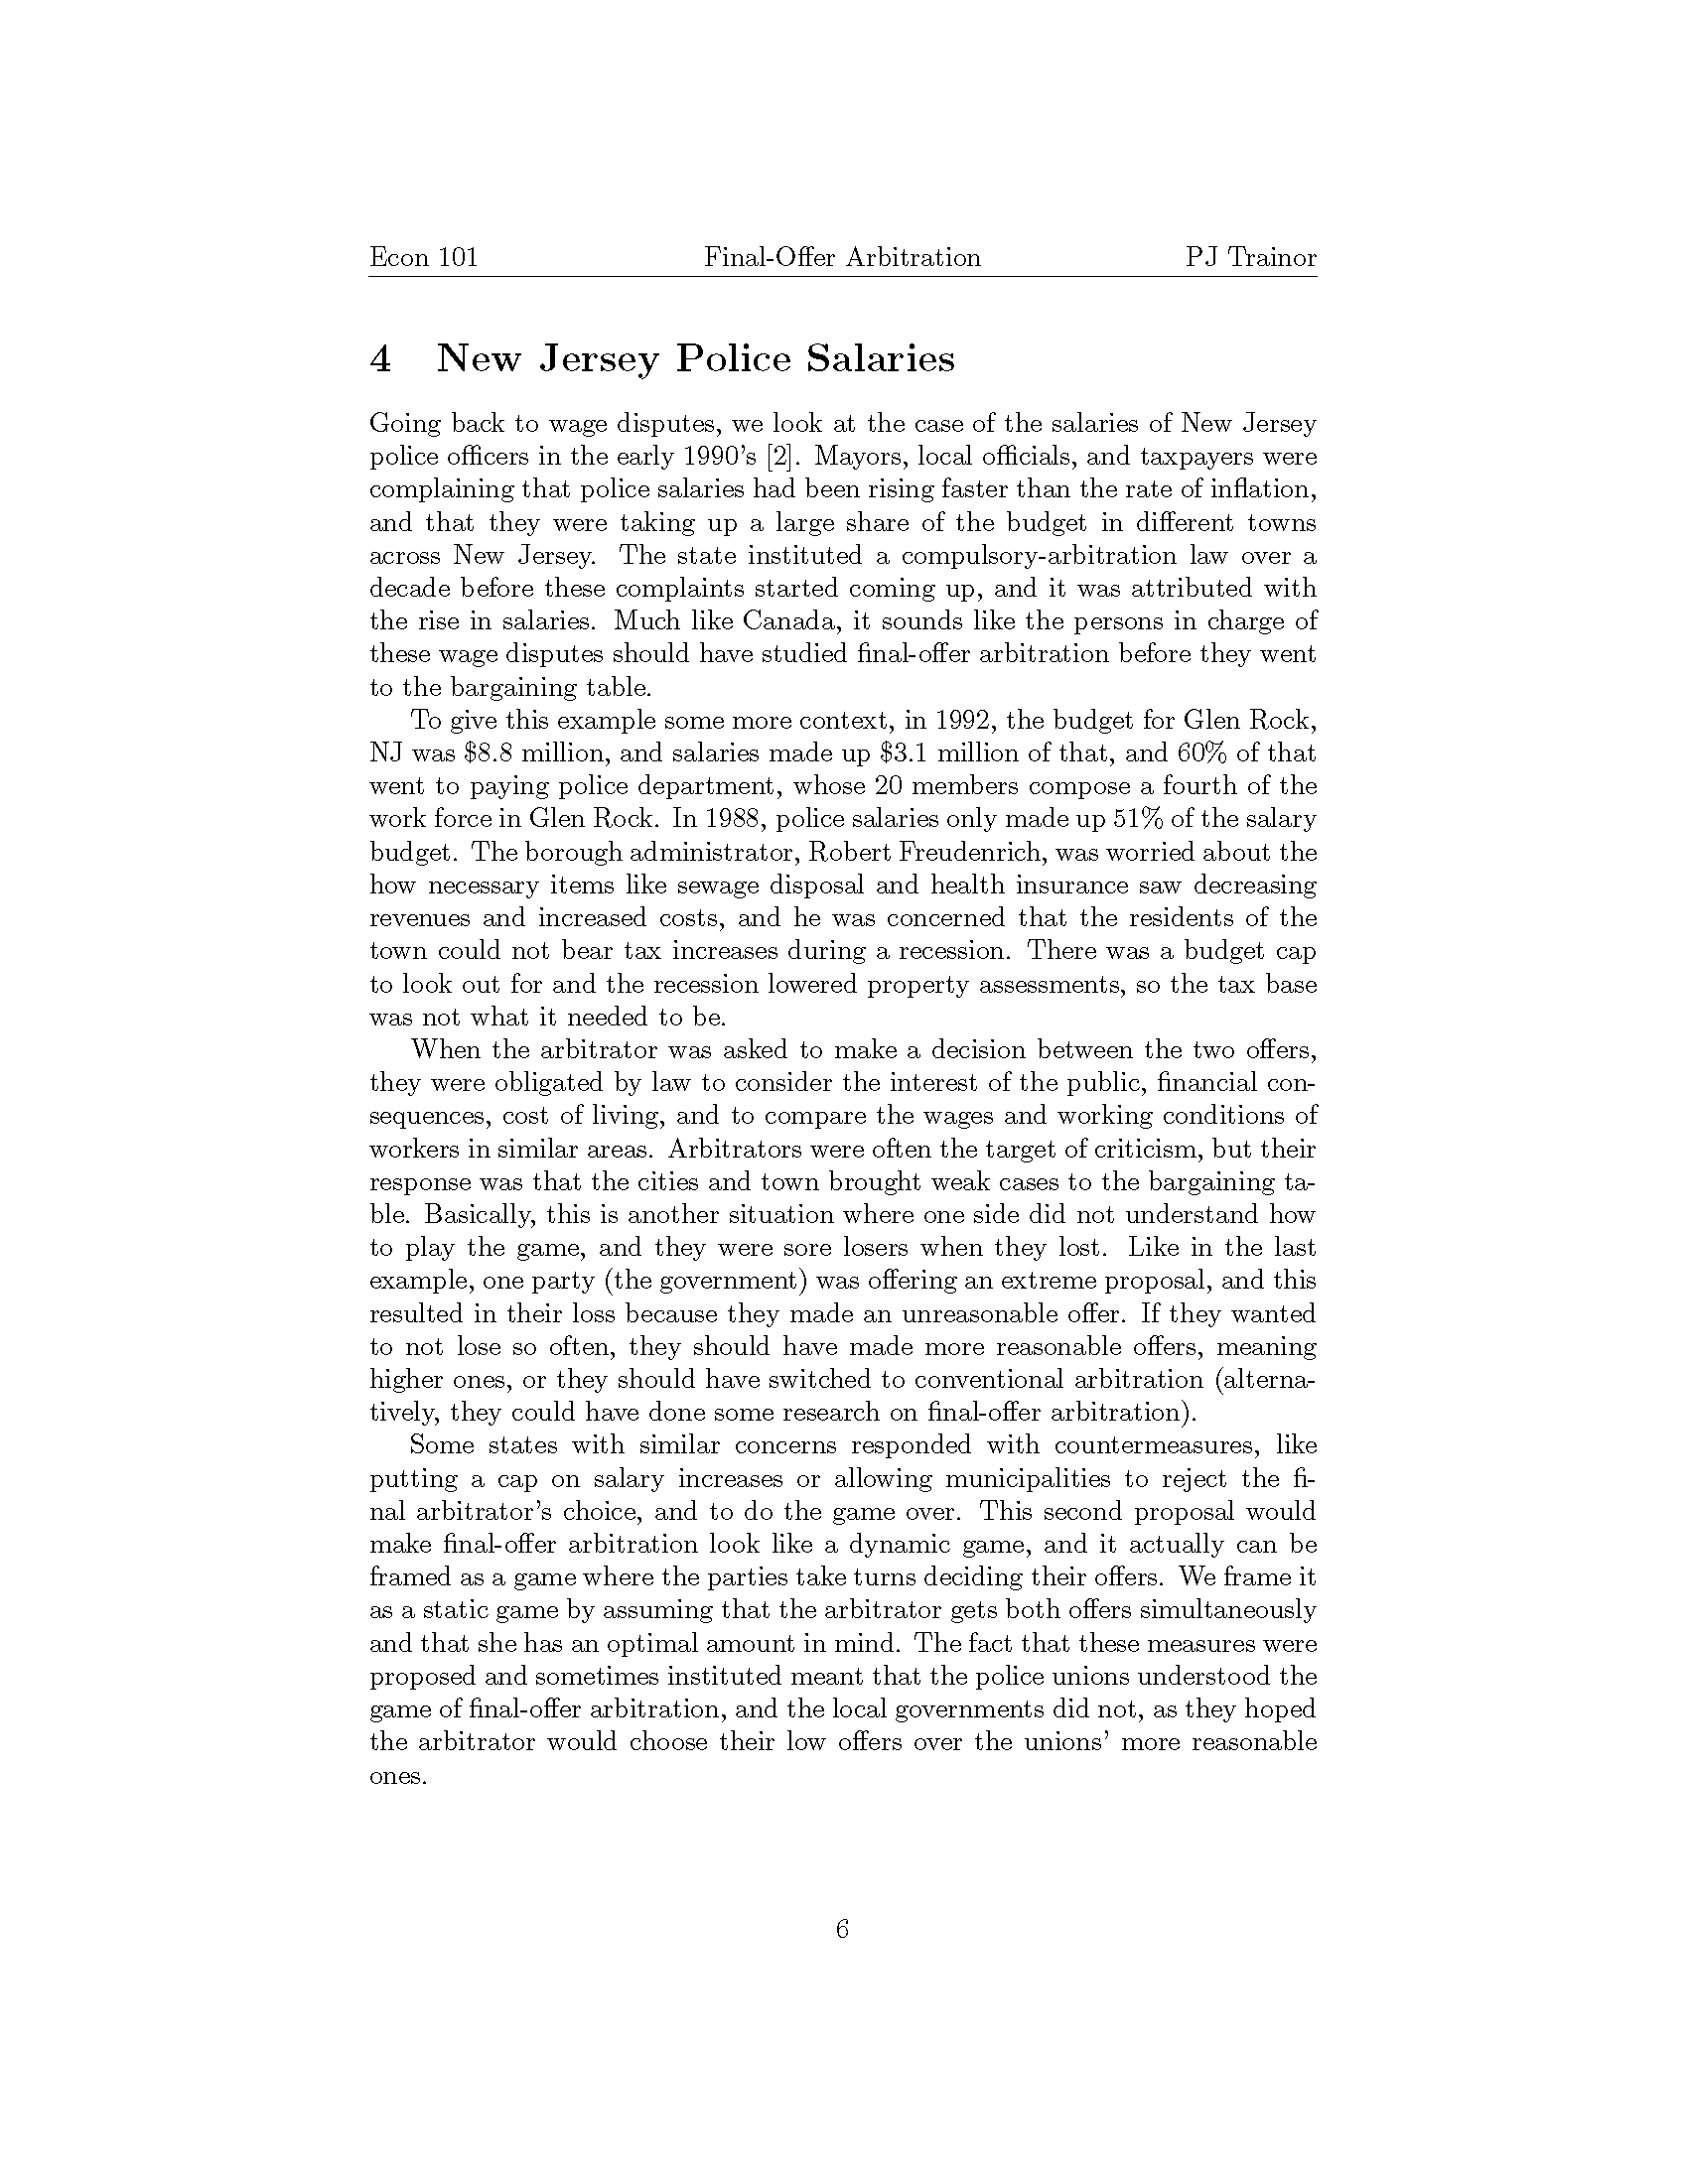 Econ 101 Final-Offer Arbitration PJ Trainor
4 New Jersey Police Salaries
Going back to wage disputes, we look at the case of the salaries of New Jersey
police officers in the early 1990's [2]. Mayors, local officials, and taxpayers were
complaining that police salaries had been rising faster than the rate of inflation,
and that they were taking up a large share of the budget in different towns
across New Jersey. The state instituted a compulsory-arbitration law over a
decade before these complaints started coming up, and it was attributed with
the rise in salaries. Much like Canada, it sounds like the persons in charge of
these wage disputes should have studied final-offer arbitration before they went
to the bargaining table.
To give this example some more context, in 1992, the budget for Glen Rock,
NJ was $8.8 million, and salaries made up $3.1 million of that, and 60% of that
went to paying police department, whose 20 members compose a fourth of the
work force in Glen Rock. In 1988, police salaries only made up 51% of the salary
budget. The borough administrator, Robert Freudenrich, was worried about the
how necessary items like sewage disposal and health insurance saw decreasing
revenues and increased costs, and he was concerned that the residents of the
town could not bear tax increases during a recession. There was a budget cap
to look out for and the recession lowered property assessments, so the tax base
was not what it needed to be.
When the arbitrator was asked to make a decision between the two offers,
they were obligated by law to consider the interest of the public, financial con-
sequences, cost of living, and to compare the wages and working conditions of
workers in similar areas. Arbitrators were often the target of criticism, but their
response was that the cities and town brought weak cases to the bargaining ta-
ble. Basically, this is another situation where one side did not understand how
to play the game, and they were sore losers when they lost. Like in the last
example, one party (the government) was offering an extreme proposal, and this
resulted in their loss because they made an unreasonable offer. If they wanted
to not lose so often, they should have made more reasonable offers, meaning
higher ones, or they should have switched to conventional arbitration (alterna-
tively, they could have done some research on final-offer arbitration).
Some states with similar concerns responded with countermeasures, like
putting a cap on salary increases or allowing municipalities to reject the fi-
nal arbitrator's choice, and to do the game over. This second proposal would
make final-offer arbitration look like a dynamic game, and it actually can be
framed as a game where the parties take turns deciding their offers. We frame it
as a static game by assuming that the arbitrator gets both offers simultaneously
and that she has an optimal amount in mind. The fact that these measures were
proposed and sometimes instituted meant that the police unions understood the
game of final-offer arbitration, and the local governments did not, as they hoped
the arbitrator would choose their low offers over the unions' more reasonable
ones.
6